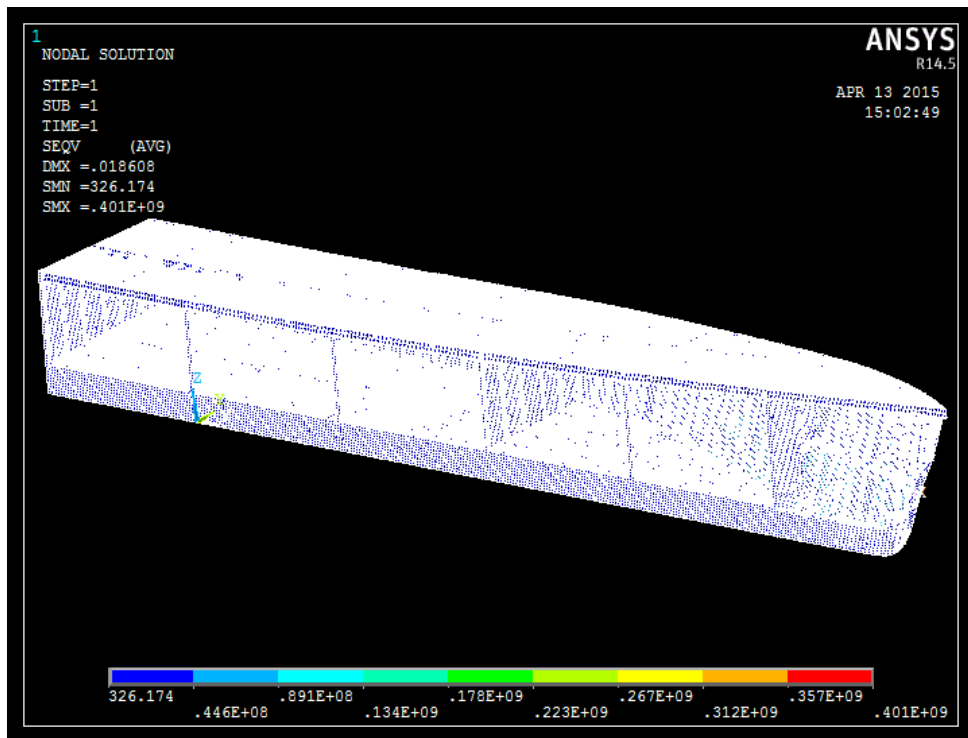 1
NODAL SOLUTION
STEP=1
SUB =1
TIME=1
SEQV (AVG)
DMX =.018608
SMN =326.174
SMX =.401E+09
ANSYS
R14.5
APR 13 2015
15:02:49
Z
Y
X
326.174 .891E+08 .178E+09 .267E+09 .357E+09
.446E+08 .134E+09 .223E+09 .312E+09 .401E+09